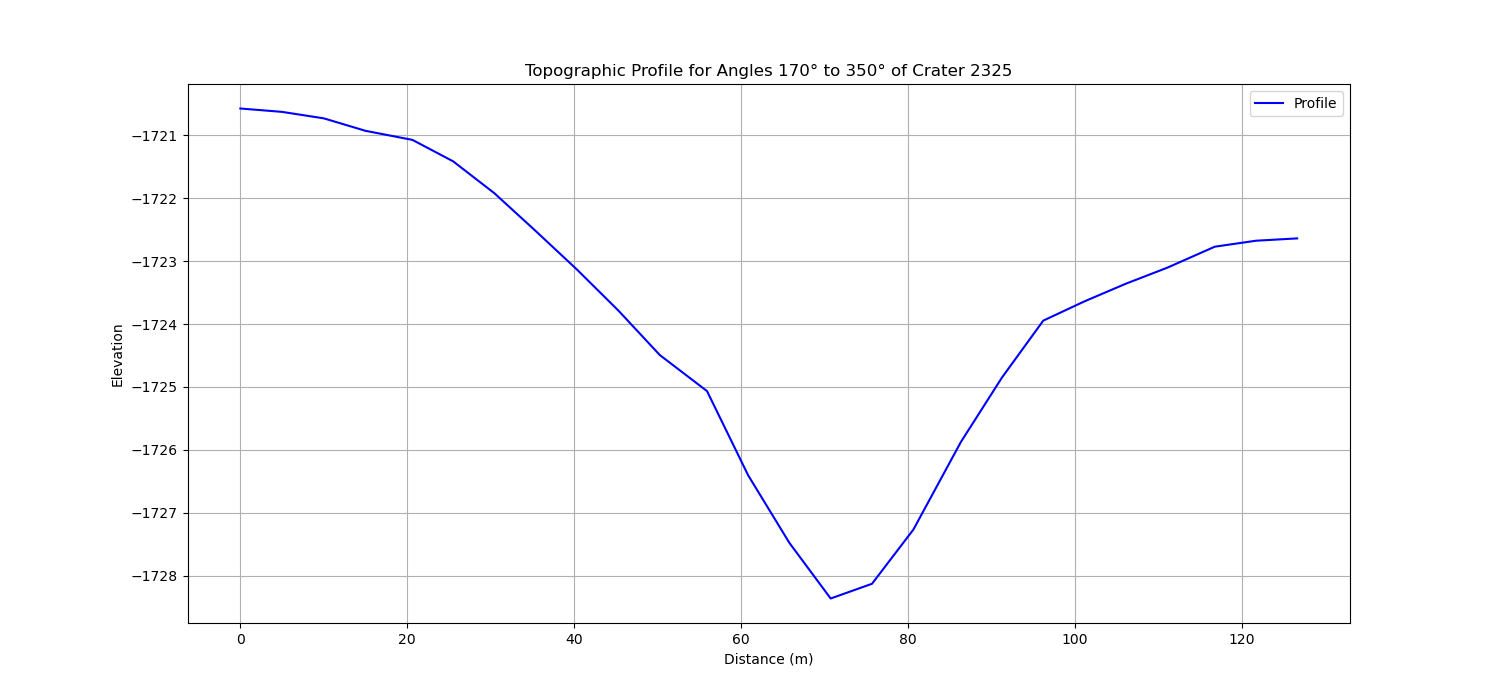 Topographic Profile for Angles 170° to 350° of Crater 2325
Profile
−1721
−1722
−1723
−1724
−1725
−1726
−1727
−1728
Elevation
0 20 40 60 80 100 120
Distance (m)